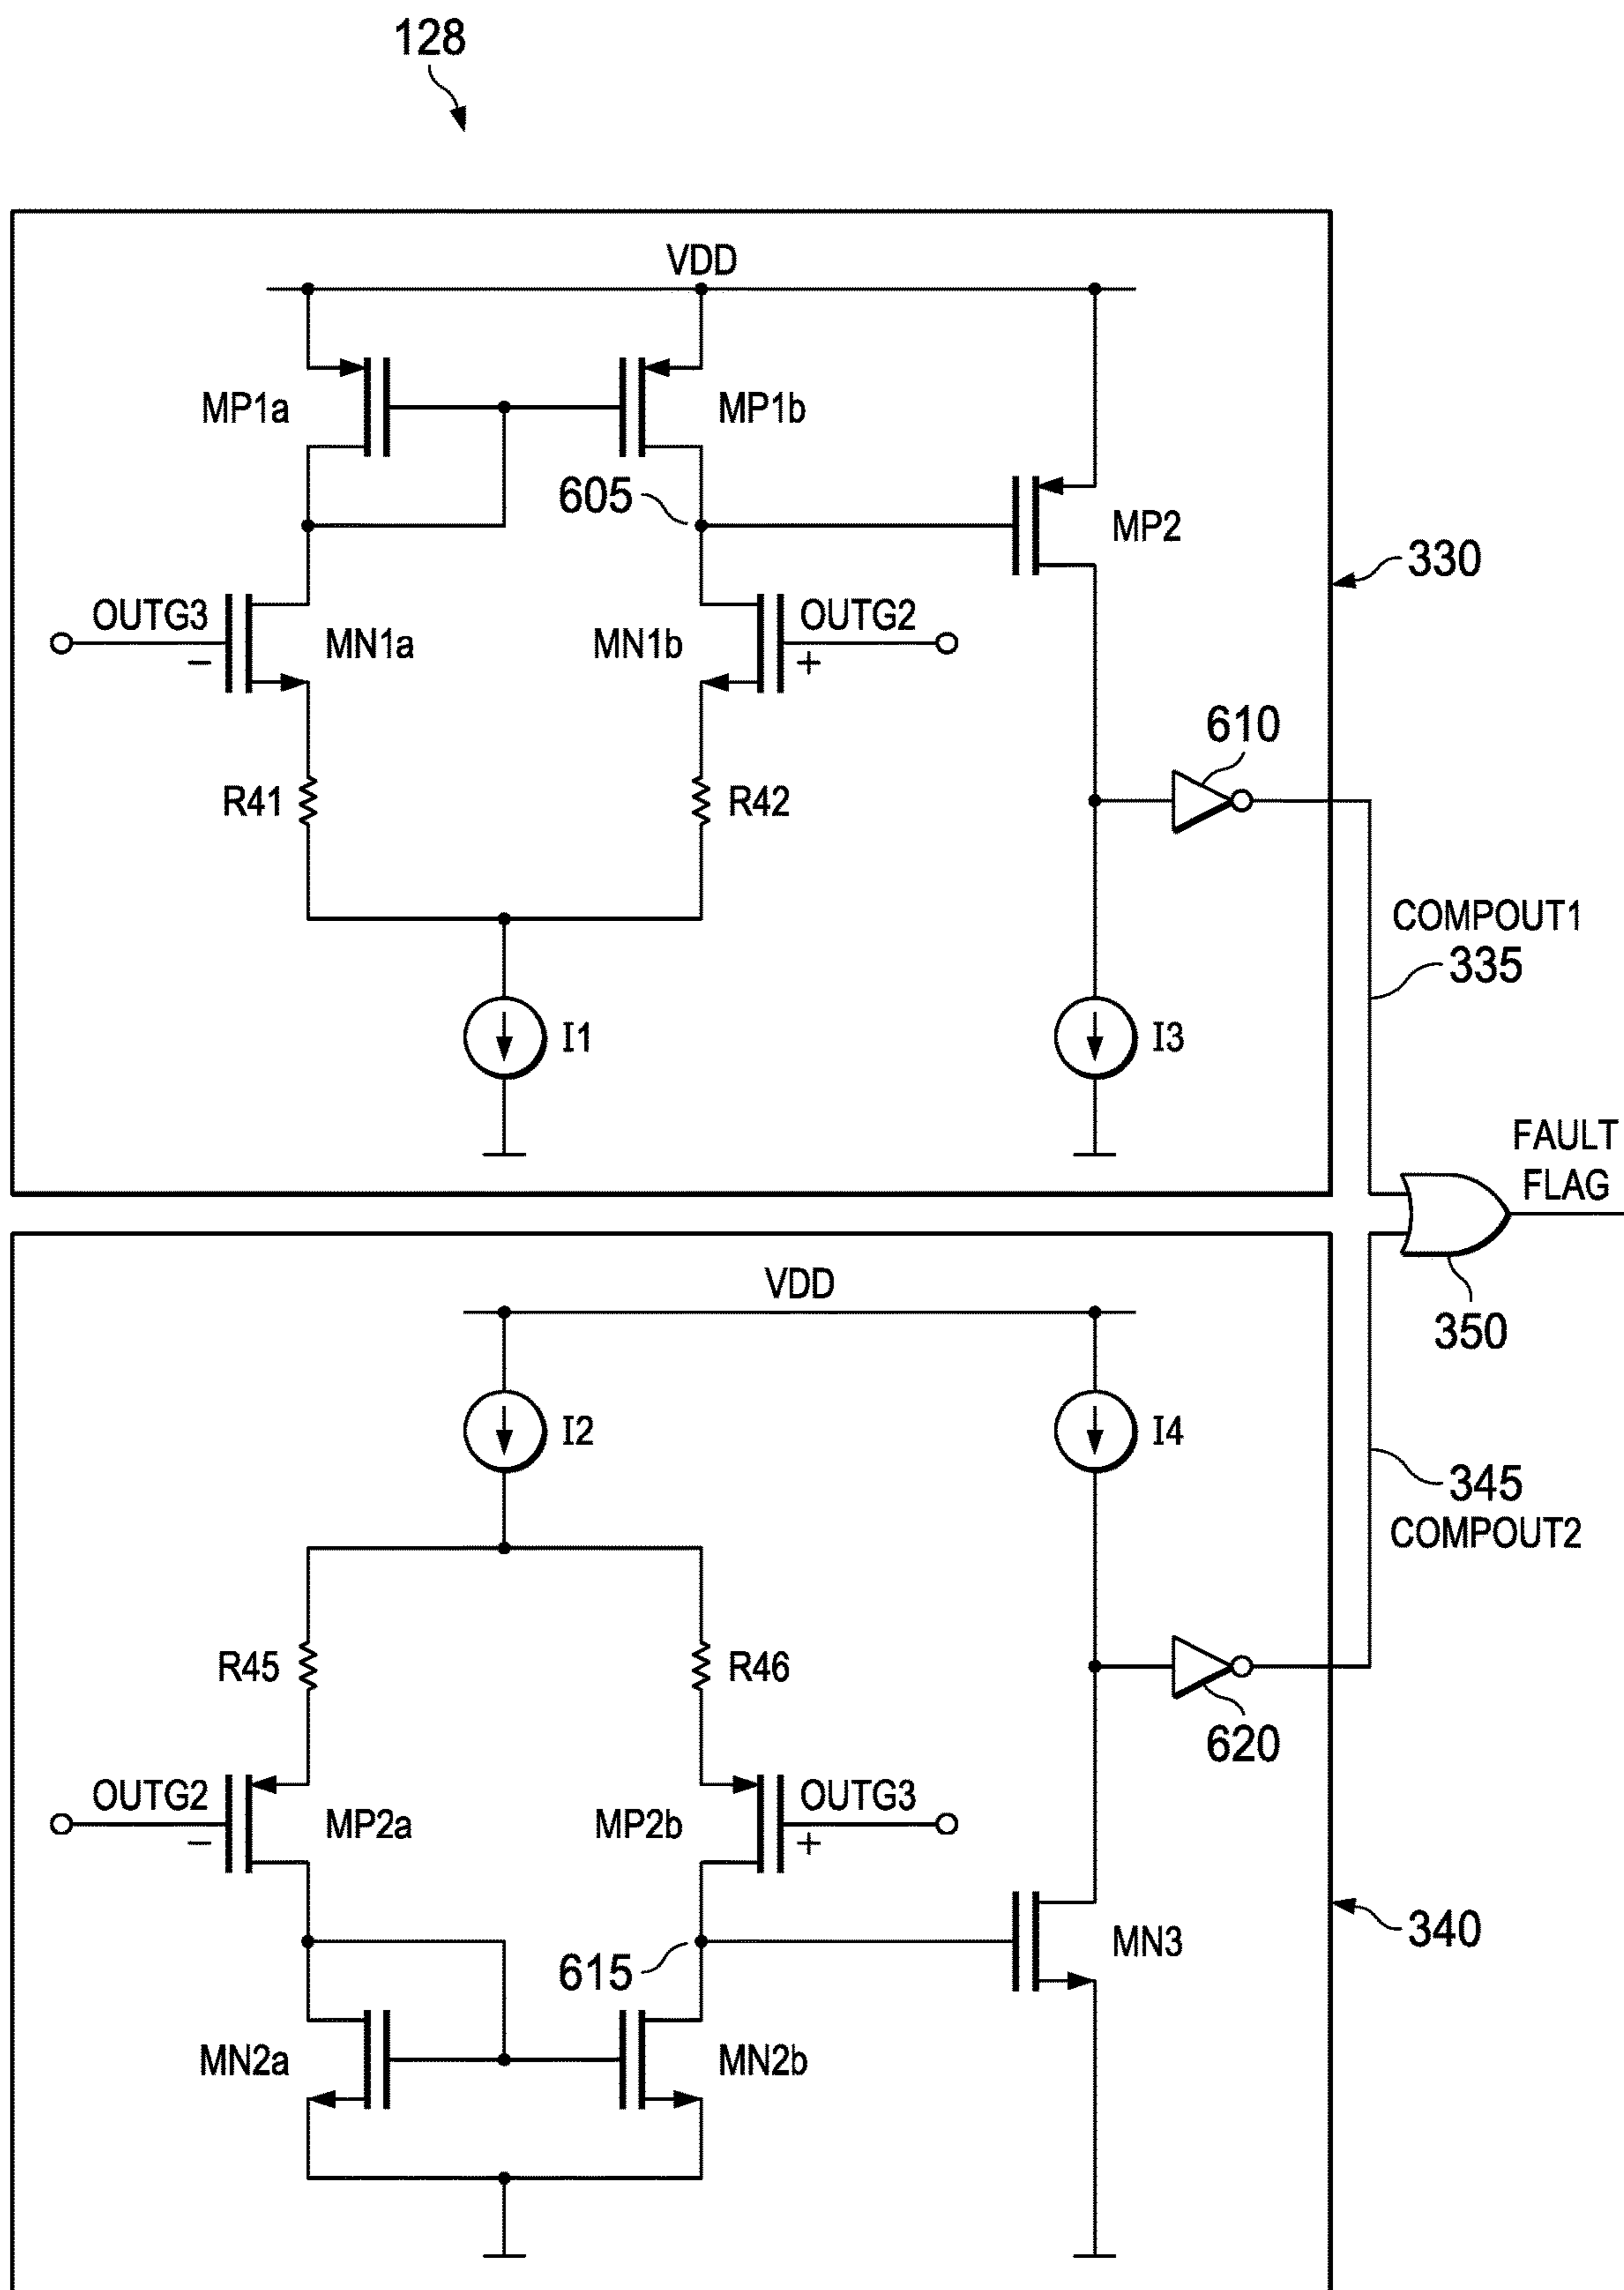 128
VDD
MP1a
MP1b
605
MP2
330
OUTG3
OUTG2
MN1a
MN1b
−
+
610
R41
R42
COMPOUT1
335
I1
I3
FAULT
FLAG
VDD
350
I2
I4
345
COMPOUT2
R45
R46
620
OUTG2
OUTG3
MP2a
MP2b
−
+
MN3
340
615
MN2a
MN2b